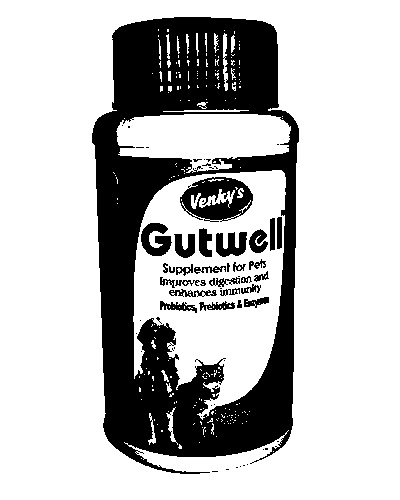 Venky's
Gutwell
Supplement for Pets
Improves digestion and
enhances immunity
Probiotics, Prebiotics & Enzymes